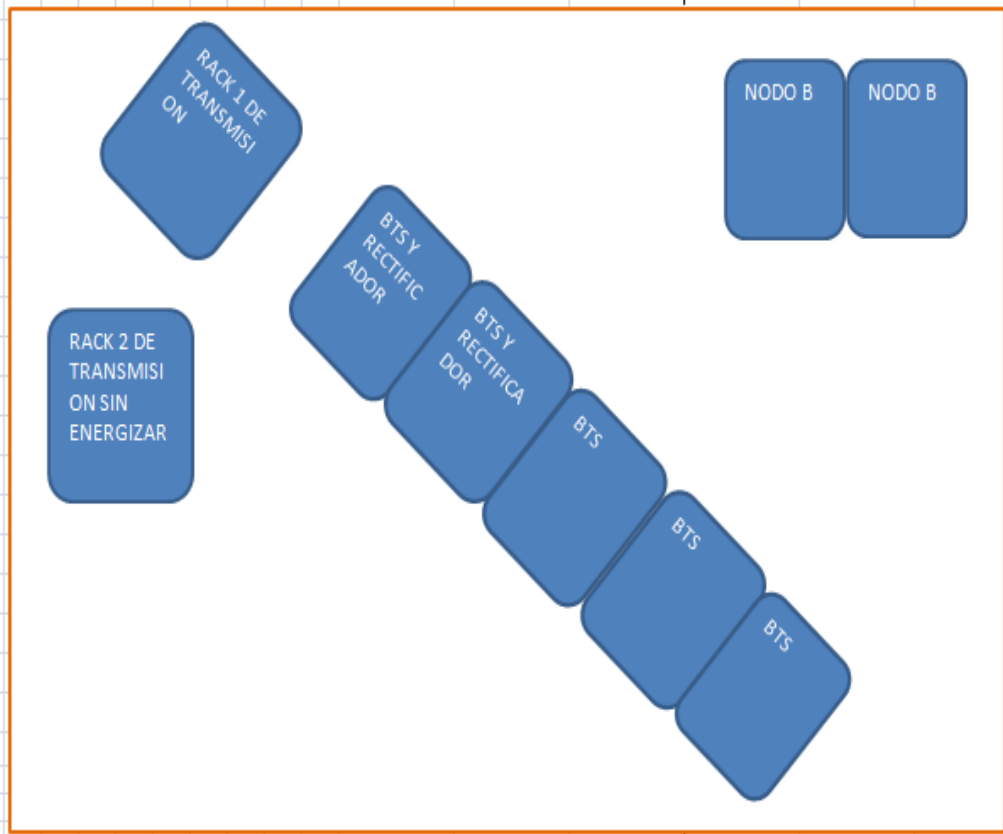 RACK 1 DE
TRANSMISI
ON
NODO B
NODO B
BTS Y
RECTIFIC
ADOR
BTS Y
RECTIFICA
DOR
RACK 2 DE
TRANSMISI
ON SIN
ENERGIZAR
BTS
BTS
BTS